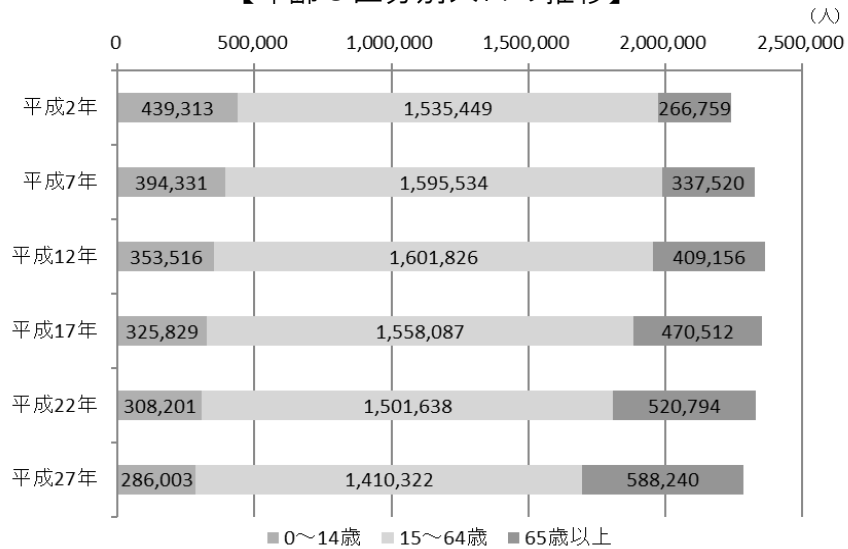 （人）
0 500,000 1,000,000 1,500,000 2,000,000 2,500,000
平成2年 439,313 1,535,449 266,759
平成7年 394,331 1,595,534 337,520
平成12年 353,516 1,601,826 409,156
平成17年 325,829 1,558,087 470,512
平成22年 308,201 1,501,638 520,794
平成27年 286,003 1,410,322 588,240
0～14歳 15～64歳 65歳以上